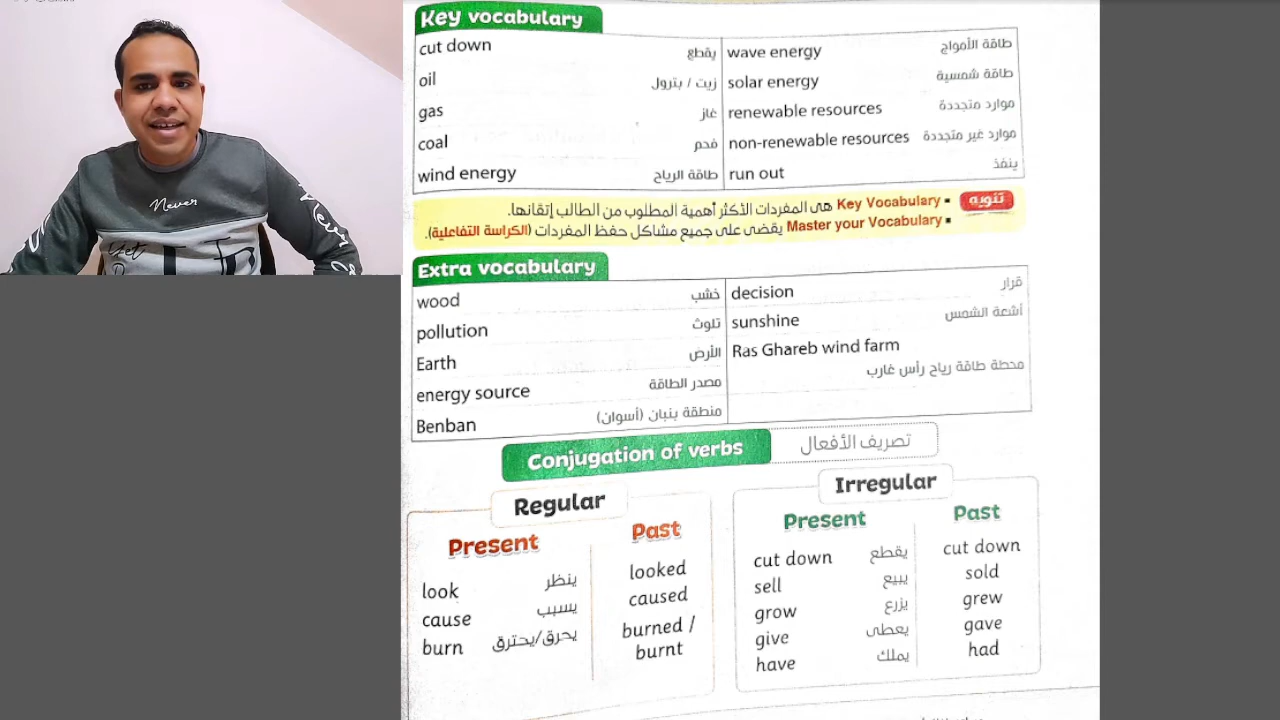 Never
Yet
Key vocabulary
cut down يقطع
oil زيت / بترول
gas غاز
coal فحم
wind energy طاقة الرياح
wave energy طاقة الأمواج
solar energy طاقة شمسية
renewable resources موارد متجددة
non-renewable resources موارد غير متجددة
run out ينفذ
تنويه
▪ Key Vocabulary هى المفردات الأكثر أهمية المطلوب من الطالب إتقانها.
▪ Master your Vocabulary يقضى على جميع مشاكل حفظ المفردات (الكراسة التفاعلية).
Extra vocabulary
wood خشب
pollution تلوث
Earth الأرض
energy source مصدر الطاقة
Benban منطقة بنبان (أسوان)
decision قرار
sunshine أشعة الشمس
Ras Ghareb wind farm
محطة طاقة رياح رأس غارب
Conjugation of verbs تصريف الأفعال
Regular
Present Past
look ينظر looked
cause يسبب caused
burn يحرق/يحترق burned /
burnt
Irregular
Present Past
cut down يقطع cut down
sell يبيع sold
grow يزرع grew
give يعطى gave
have يملك had